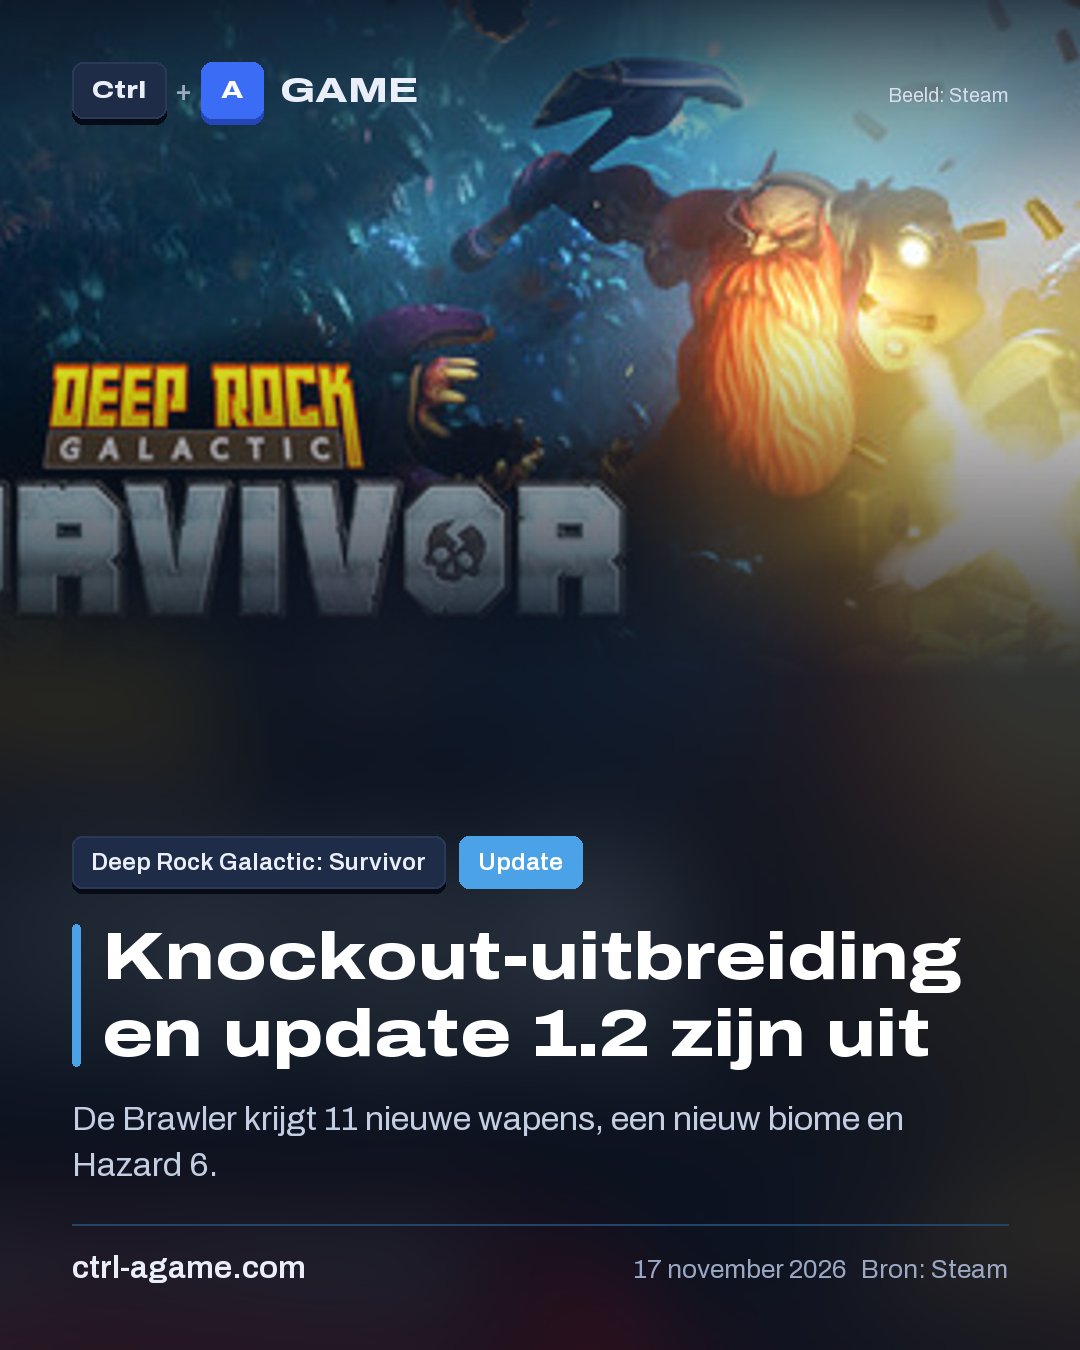 Ctrl + A GAME
Beeld: Steam
DEEP ROCK
GALACTIC
RVIVOR
Deep Rock Galactic: Survivor
Update
Knockout-uitbreiding
en update 1.2 zijn uit
De Brawler krijgt 11 nieuwe wapens, een nieuw biome en
Hazard 6.
ctrl-agame.com
17 november 2026 Bron: Steam